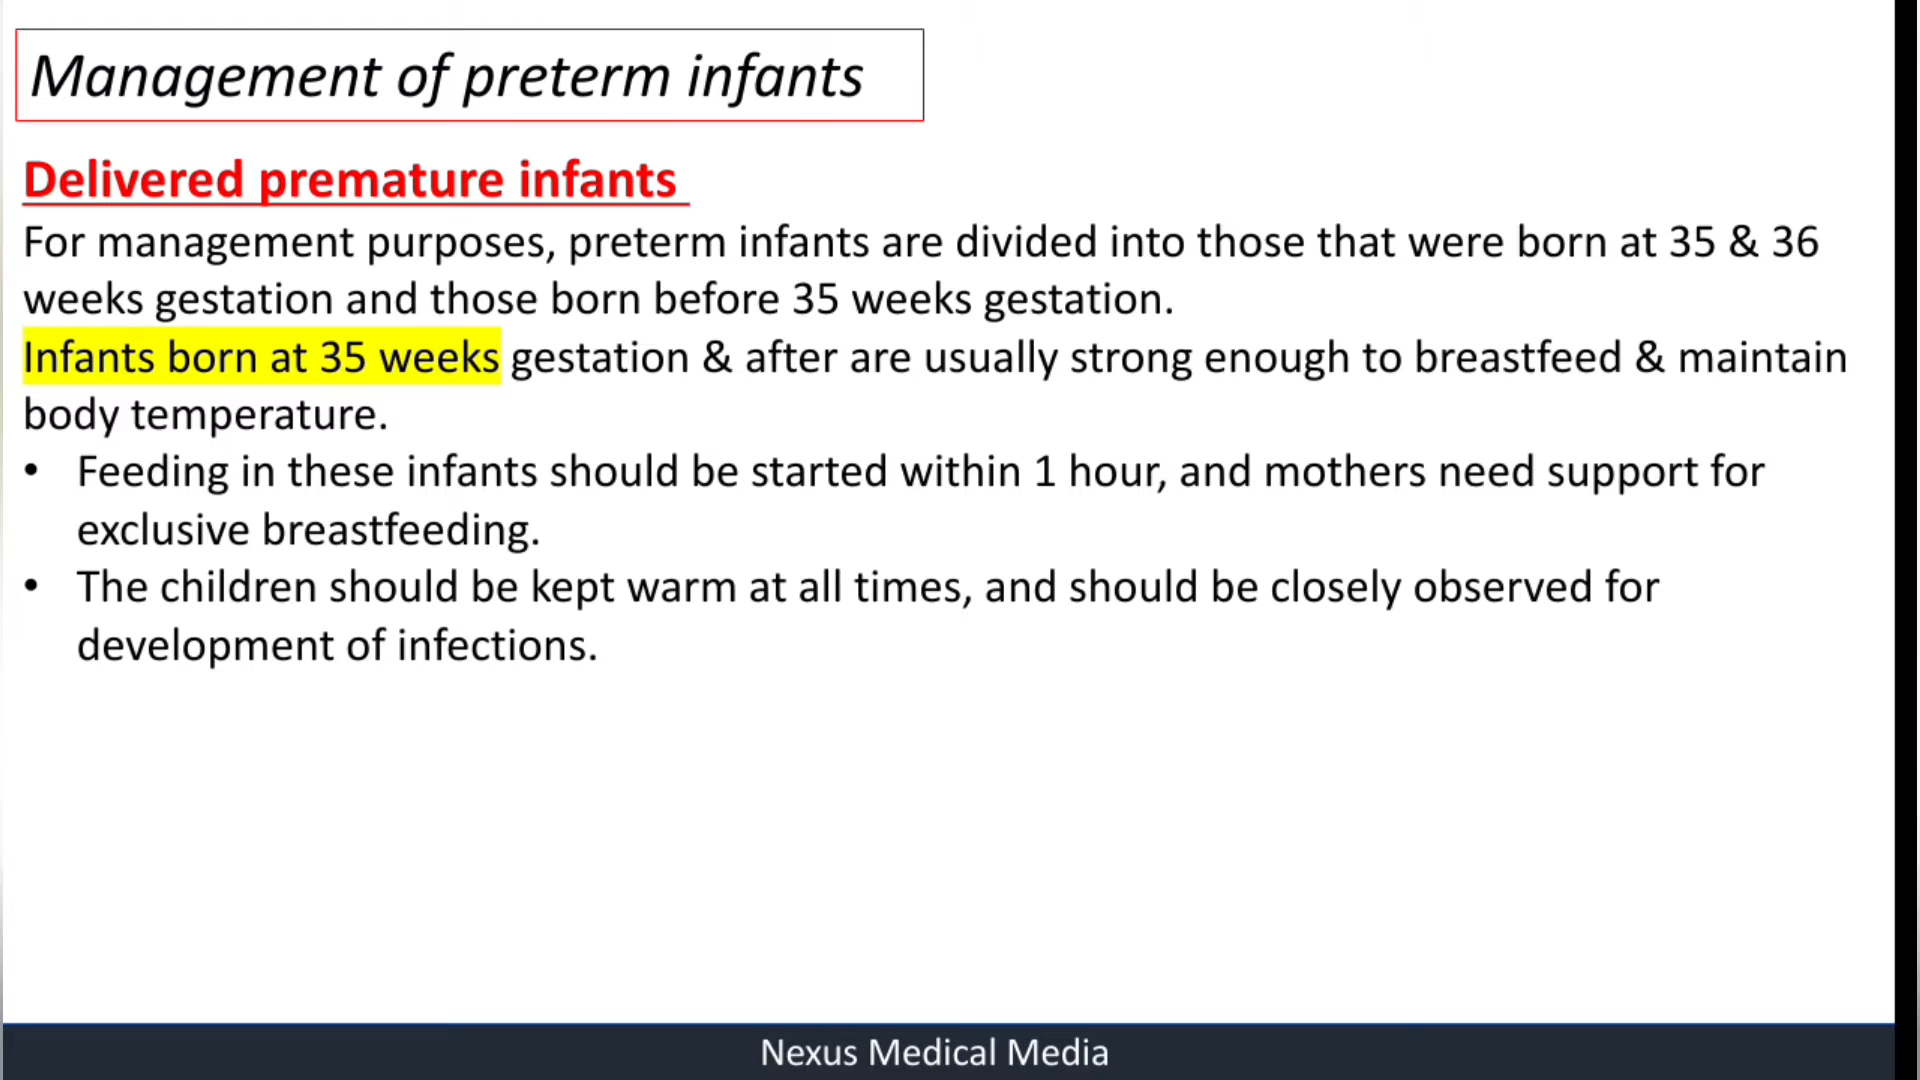 Management of preterm infants
Delivered premature infants
For management purposes, preterm infants are divided into those that were born at 35 & 36
weeks gestation and those born before 35 weeks gestation.
Infants born at 35 weeks gestation & after are usually strong enough to breastfeed & maintain
body temperature.
• Feeding in these infants should be started within 1 hour, and mothers need support for
exclusive breastfeeding.
• The children should be kept warm at all times, and should be closely observed for
development of infections.
Nexus Medical Media